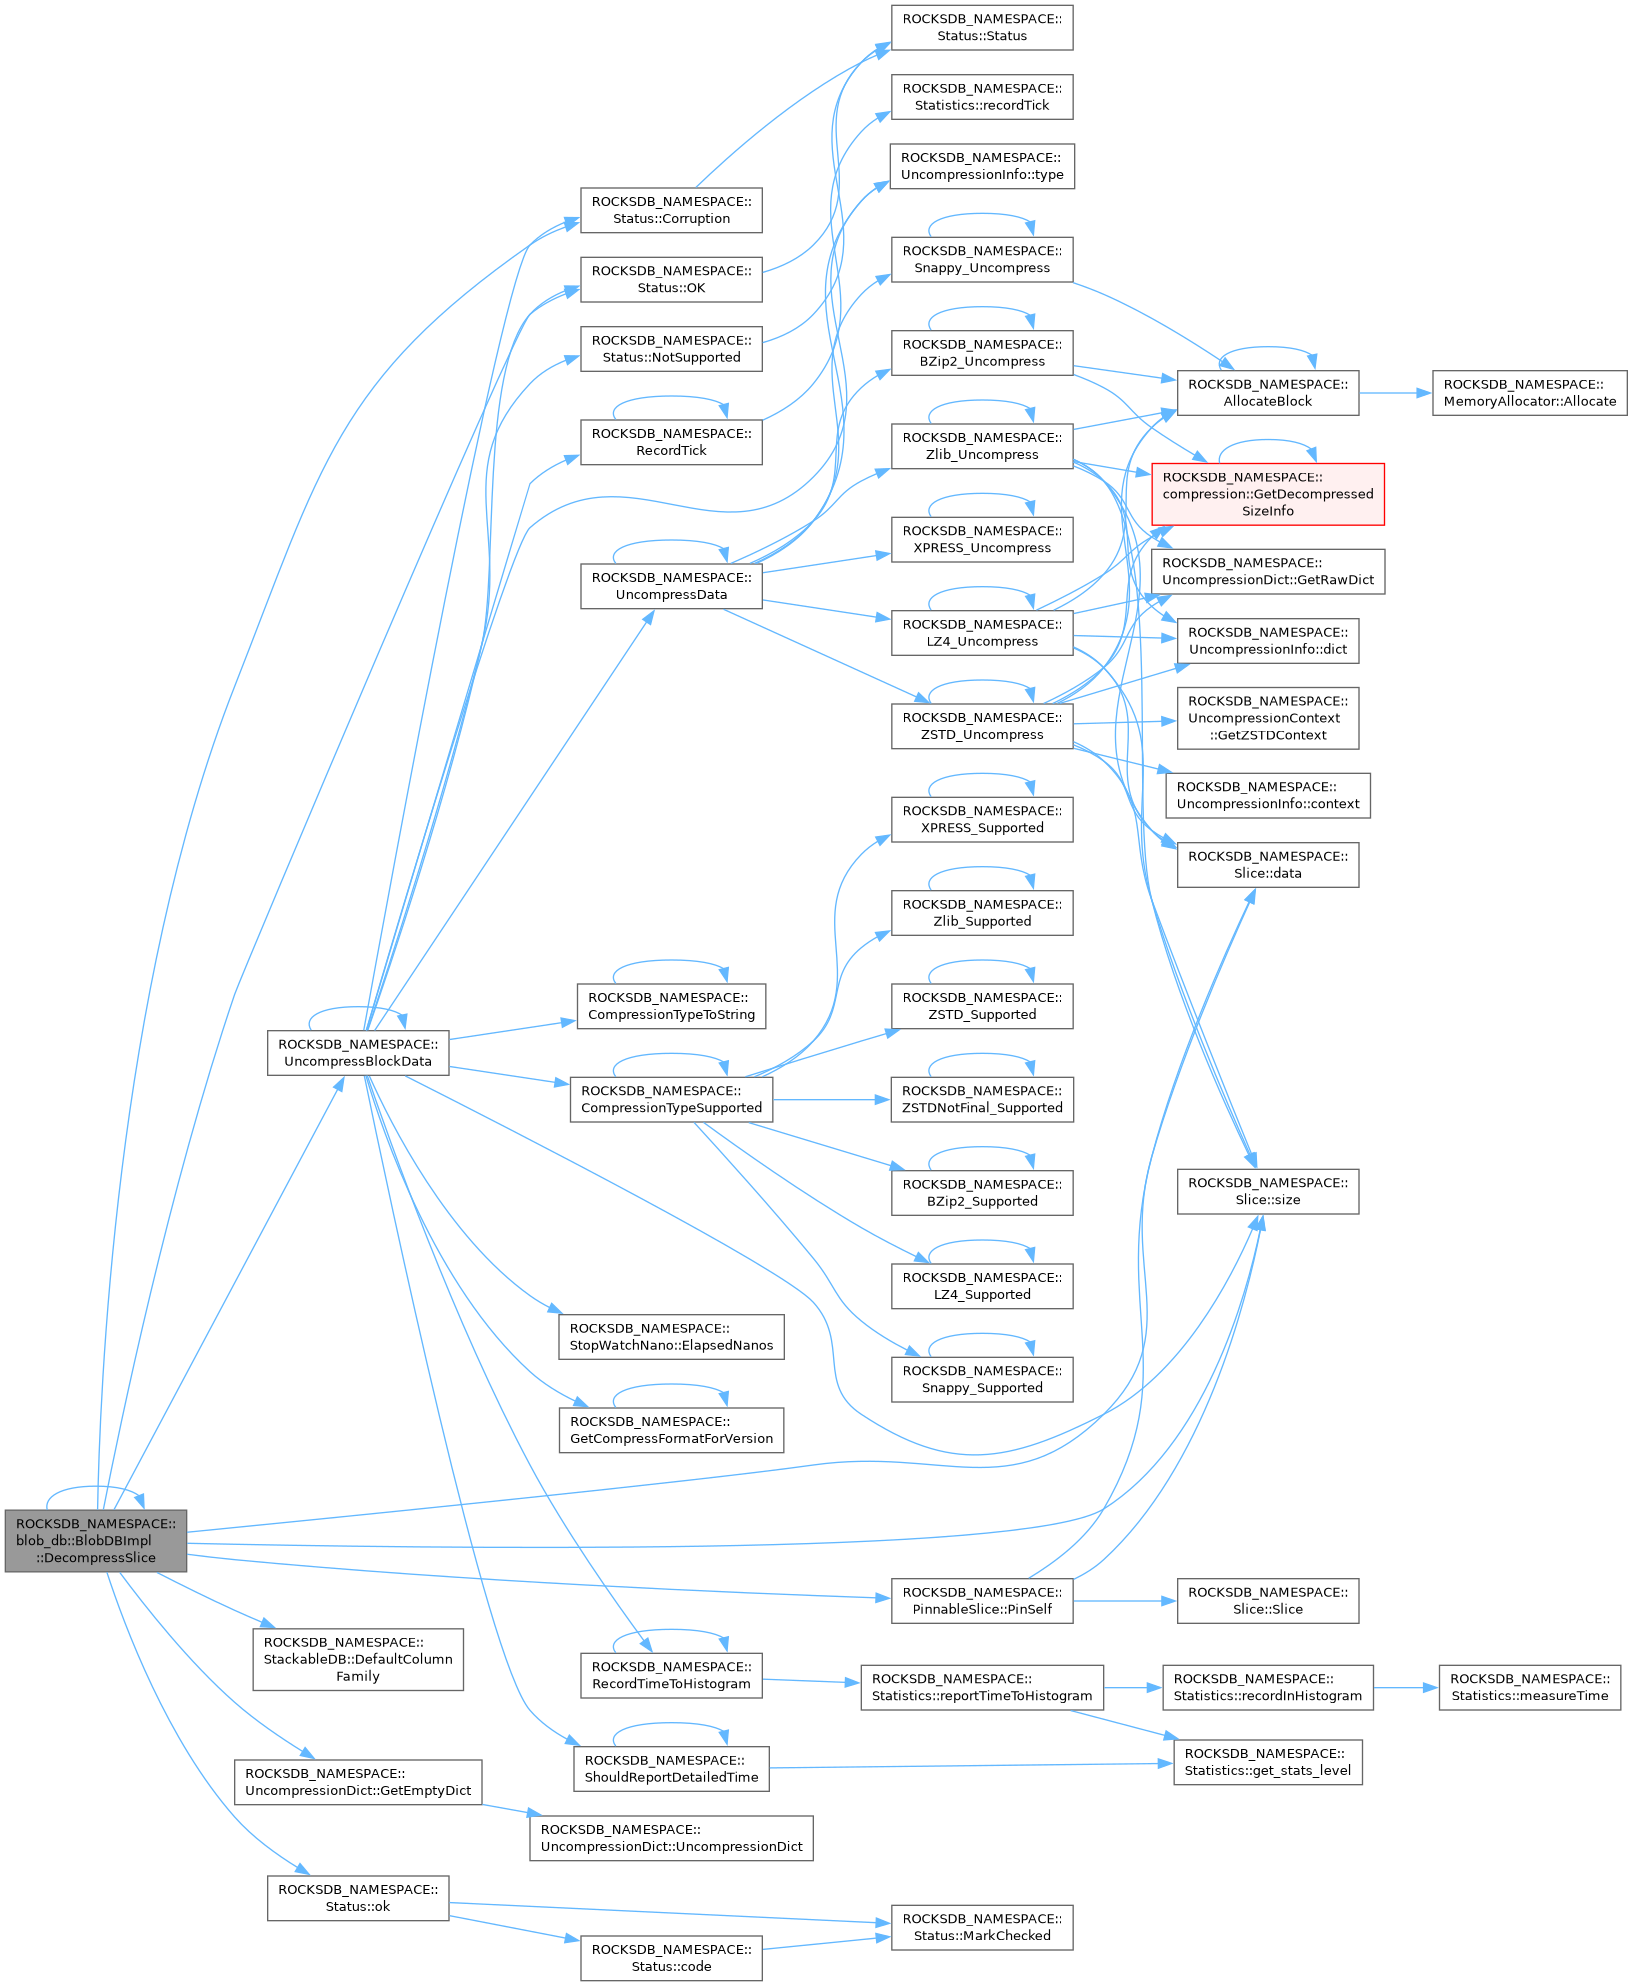 ROCKSDB_NAMESPACE::
blob_db::BlobDBImpl
::DecompressSlice
ROCKSDB_NAMESPACE::
UncompressBlockData
ROCKSDB_NAMESPACE::
StackableDB::DefaultColumn
Family
ROCKSDB_NAMESPACE::
UncompressionDict::GetEmptyDict
ROCKSDB_NAMESPACE::
Status::ok
ROCKSDB_NAMESPACE::
Status::Corruption
ROCKSDB_NAMESPACE::
Status::OK
ROCKSDB_NAMESPACE::
Status::NotSupported
ROCKSDB_NAMESPACE::
RecordTick
ROCKSDB_NAMESPACE::
UncompressData
ROCKSDB_NAMESPACE::
CompressionTypeToString
ROCKSDB_NAMESPACE::
CompressionTypeSupported
ROCKSDB_NAMESPACE::
StopWatchNano::ElapsedNanos
ROCKSDB_NAMESPACE::
GetCompressFormatForVersion
ROCKSDB_NAMESPACE::
RecordTimeToHistogram
ROCKSDB_NAMESPACE::
ShouldReportDetailedTime
ROCKSDB_NAMESPACE::
UncompressionDict::UncompressionDict
ROCKSDB_NAMESPACE::
Status::code
ROCKSDB_NAMESPACE::
Status::Status
ROCKSDB_NAMESPACE::
Statistics::recordTick
ROCKSDB_NAMESPACE::
UncompressionInfo::type
ROCKSDB_NAMESPACE::
Snappy_Uncompress
ROCKSDB_NAMESPACE::
BZip2_Uncompress
ROCKSDB_NAMESPACE::
Zlib_Uncompress
ROCKSDB_NAMESPACE::
XPRESS_Uncompress
ROCKSDB_NAMESPACE::
LZ4_Uncompress
ROCKSDB_NAMESPACE::
ZSTD_Uncompress
ROCKSDB_NAMESPACE::
XPRESS_Supported
ROCKSDB_NAMESPACE::
Zlib_Supported
ROCKSDB_NAMESPACE::
ZSTD_Supported
ROCKSDB_NAMESPACE::
ZSTDNotFinal_Supported
ROCKSDB_NAMESPACE::
BZip2_Supported
ROCKSDB_NAMESPACE::
LZ4_Supported
ROCKSDB_NAMESPACE::
Snappy_Supported
ROCKSDB_NAMESPACE::
PinnableSlice::PinSelf
ROCKSDB_NAMESPACE::
Statistics::reportTimeToHistogram
ROCKSDB_NAMESPACE::
Status::MarkChecked
ROCKSDB_NAMESPACE::
AllocateBlock
ROCKSDB_NAMESPACE::
compression::GetDecompressed
SizeInfo
ROCKSDB_NAMESPACE::
UncompressionDict::GetRawDict
ROCKSDB_NAMESPACE::
UncompressionInfo::dict
ROCKSDB_NAMESPACE::
UncompressionContext
::GetZSTDContext
ROCKSDB_NAMESPACE::
UncompressionInfo::context
ROCKSDB_NAMESPACE::
Slice::data
ROCKSDB_NAMESPACE::
Slice::size
ROCKSDB_NAMESPACE::
Slice::Slice
ROCKSDB_NAMESPACE::
Statistics::recordInHistogram
ROCKSDB_NAMESPACE::
Statistics::get_stats_level
ROCKSDB_NAMESPACE::
MemoryAllocator::Allocate
ROCKSDB_NAMESPACE::
Statistics::measureTime